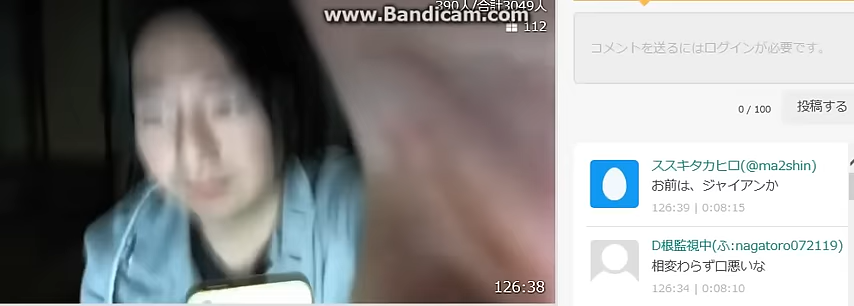 390人/合計3049人
www.Bandicam.com
112
126:38
コメントを送るにはログインが必要です。
0 / 100
投稿する
ススキタカヒロ(@ma2shin)
お前は、ジャイアンか
126:39 | 0:08:15
D根監視中(ふ:nagatoro072119)
相変わらず口悪いな
126:34 | 0:08:10